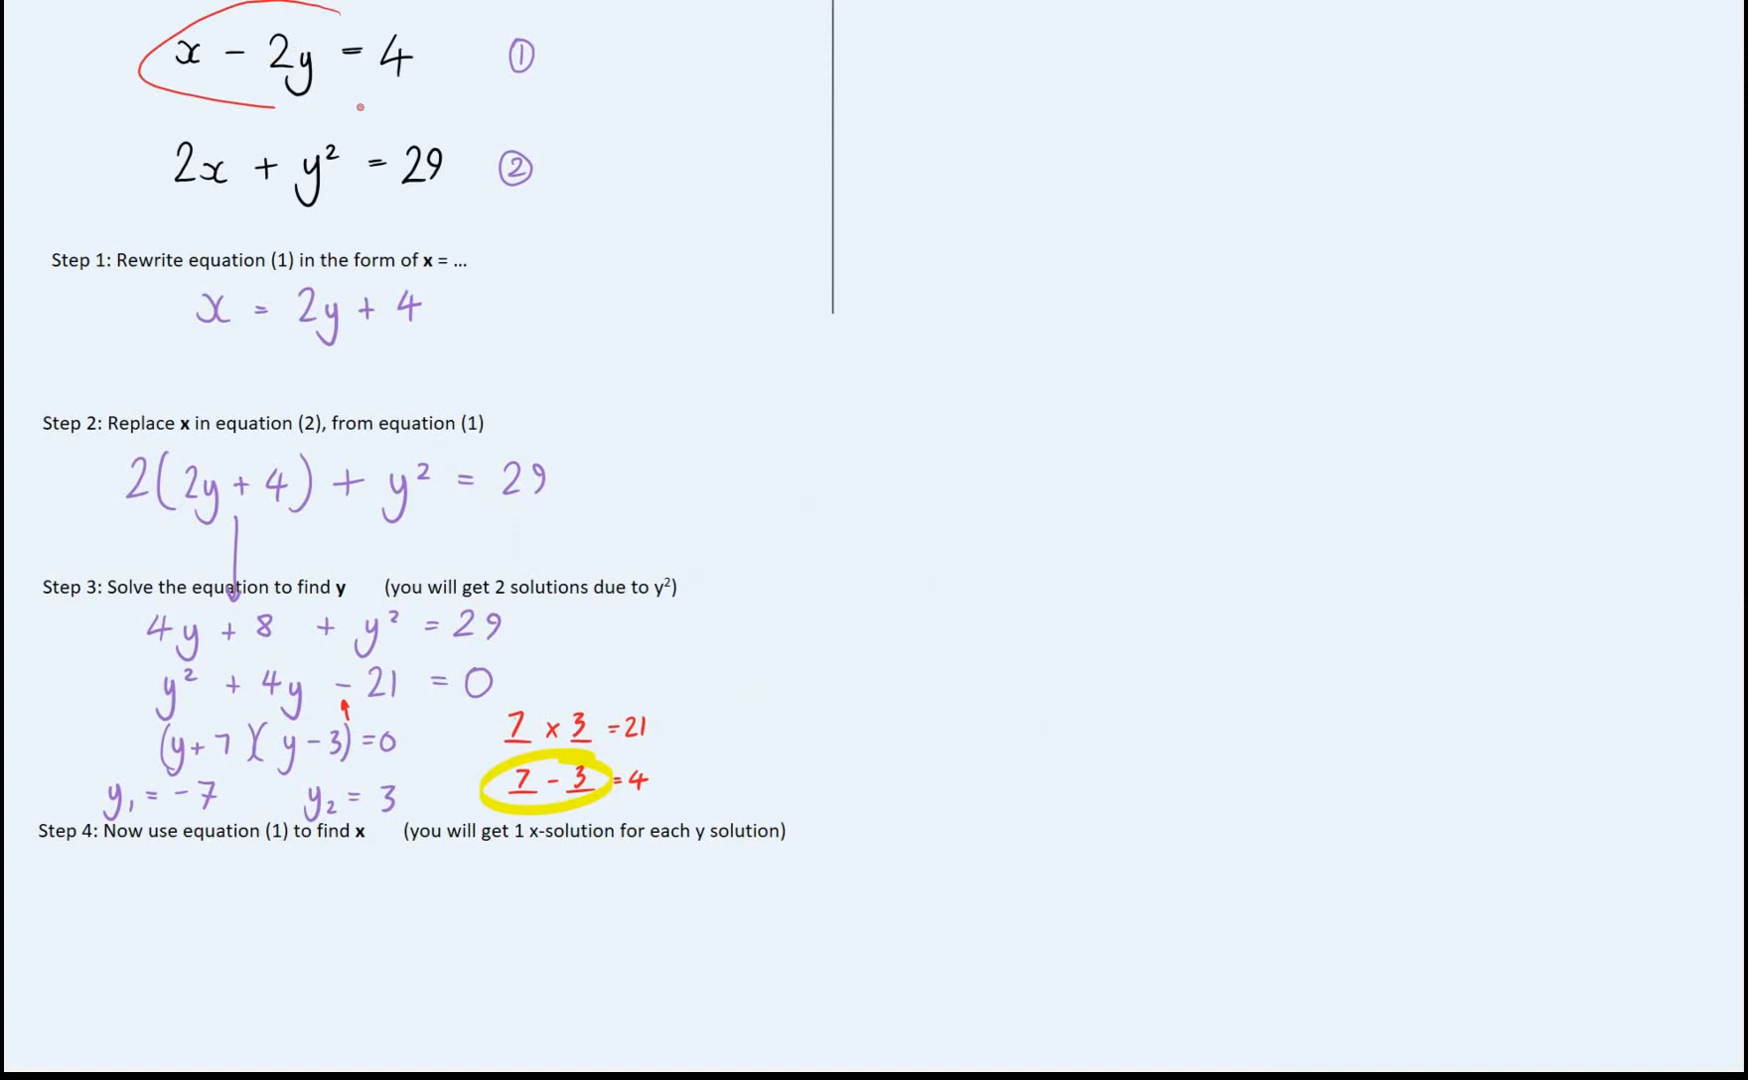 x - 2y = 4 ①
2x + y² = 29 ②
Step 1: Rewrite equation (1) in the form of x = ...
x = 2y + 4
Step 2: Replace x in equation (2), from equation (1)
2(2y + 4) + y² = 29
Step 3: Solve the equation to find y (you will get 2 solutions due to y²)
4y + 8 + y² = 29
y² + 4y - 21 = 0
(y + 7)(y - 3) = 0
y₁ = -7 y₂ = 3
7 x 3 = 21
7 - 3 = 4
Step 4: Now use equation (1) to find x (you will get 1 x-solution for each y solution)